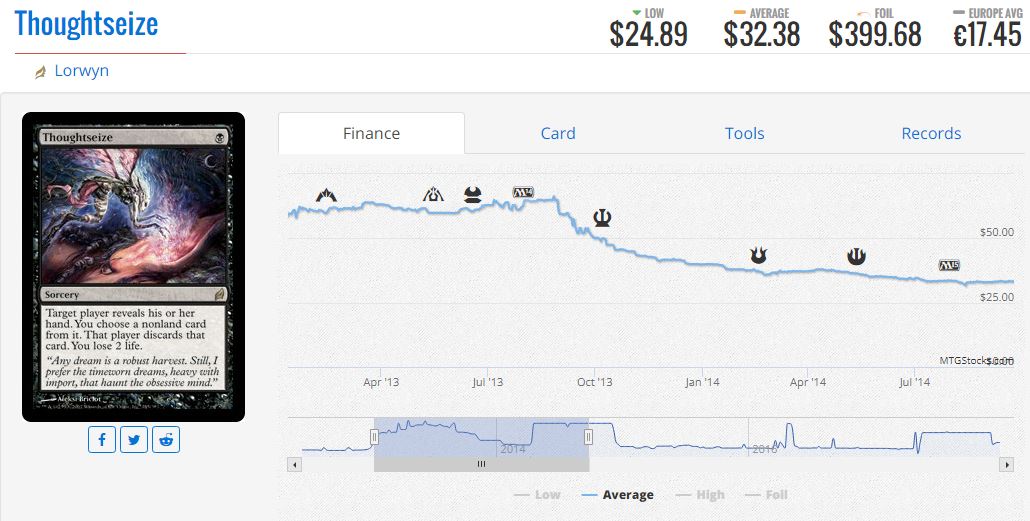 Thoughtseize
LOW
AVERAGE
FOIL
EUROPE AVG
$24.89
$32.38
$399.68
€17.45
Lorwyn
Finance
Card
Tools
Records
Thoughtseize
Sorcery
Target player reveals his or her
hand. You choose a nonland card
from it. That player discards that
card. You lose 2 life.
"Any dream is a robust harvest. Still, I
prefer the timeworn dreams, heavy with
import, that haunt the obsessive mind."
Aleksi Briclot
M14
M15
$50.00
$25.00
MTGStocks.com
$0.00
Apr '13
Jul '13
Oct '13
Jan '14
Apr '14
Jul '14
2014
2016
Low
Average
High
Foil